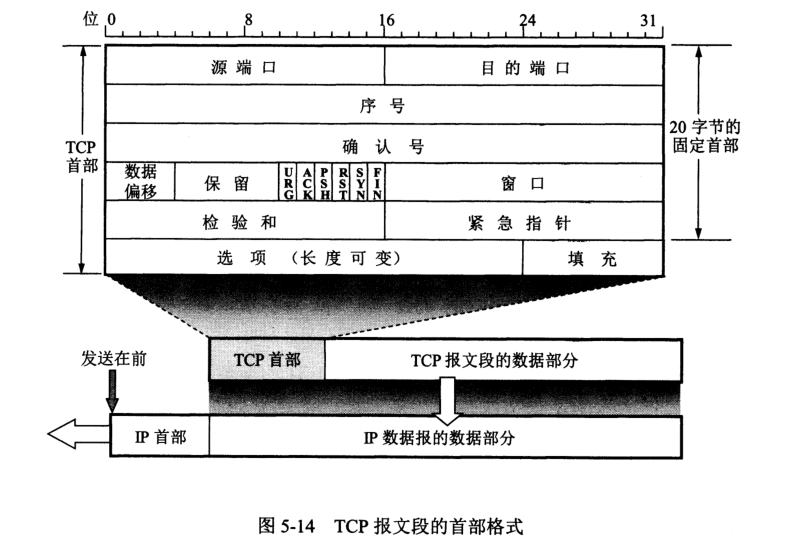 位 0 8 16 24 31
源 端 口 目 的 端 口
序 号
TCP
首部
确 认 号
20 字节的
固定首部
数据
偏移
保 留
URG
ACK
PSH
RST
SYN
FIN
窗 口
检 验 和 紧 急 指 针
选 项 （长 度 可 变） 填 充
发送在前
TCP 首部 TCP 报文段的数据部分
IP 首部 IP 数据报的数据部分
图 5-14 TCP 报文段的首部格式